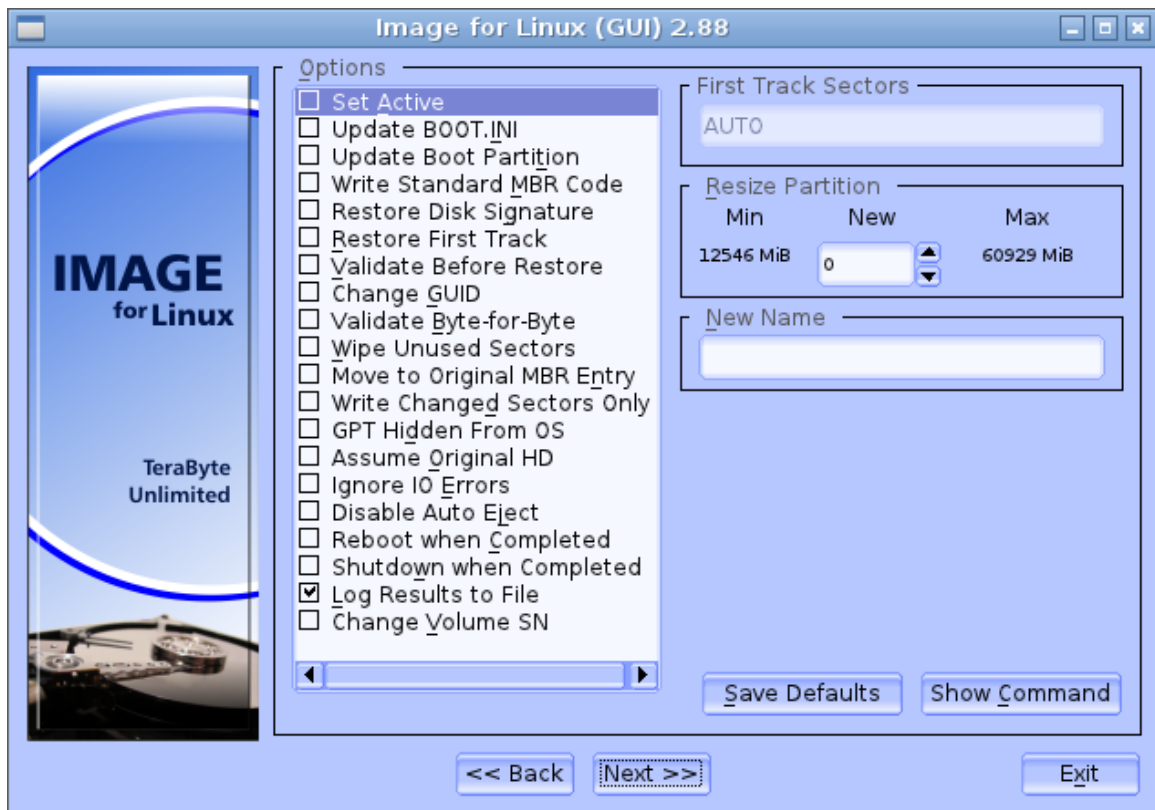 Image for Linux (GUI) 2.88
IMAGE
for Linux
TeraByte
Unlimited
Options
Set Active
Update BOOT.INI
Update Boot Partition
Write Standard MBR Code
Restore Disk Signature
Restore First Track
Validate Before Restore
Change GUID
Validate Byte-for-Byte
Wipe Unused Sectors
Move to Original MBR Entry
Write Changed Sectors Only
GPT Hidden From OS
Assume Original HD
Ignore IO Errors
Disable Auto Eject
Reboot when Completed
Shutdown when Completed
Log Results to File
Change Volume SN
First Track Sectors
AUTO
Resize Partition
Min New Max
12546 MiB 0 60929 MiB
New Name
Save Defaults Show Command
<< Back Next >> Exit